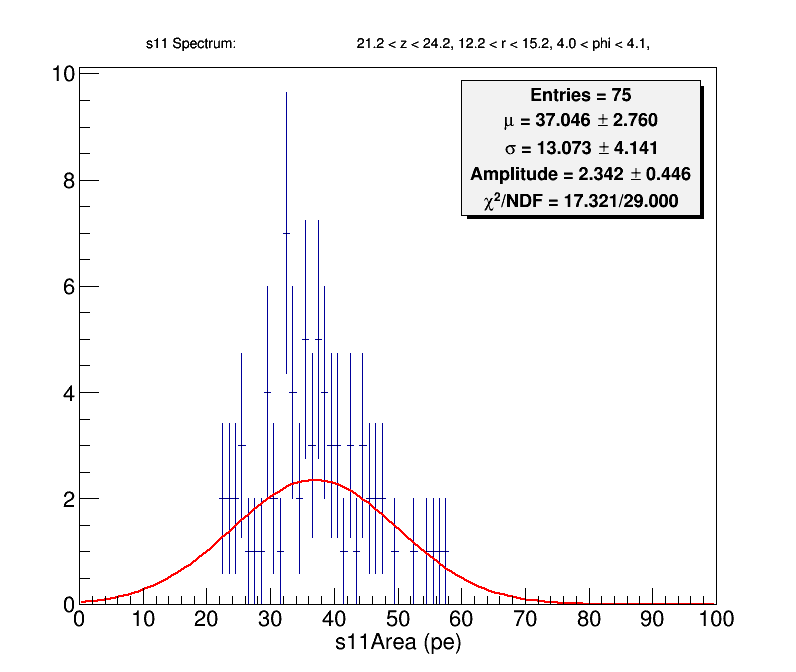 s11 Spectrum: 21.2 < z < 24.2, 12.2 < r < 15.2, 4.0 < phi < 4.1,
Entries = 75
μ = 37.046 ± 2.760
σ = 13.073 ± 4.141
Amplitude = 2.342 ± 0.446
χ²/NDF = 17.321/29.000
10
8
6
4
2
0
0 10 20 30 40 50 60 70 80 90 100
s11Area (pe)